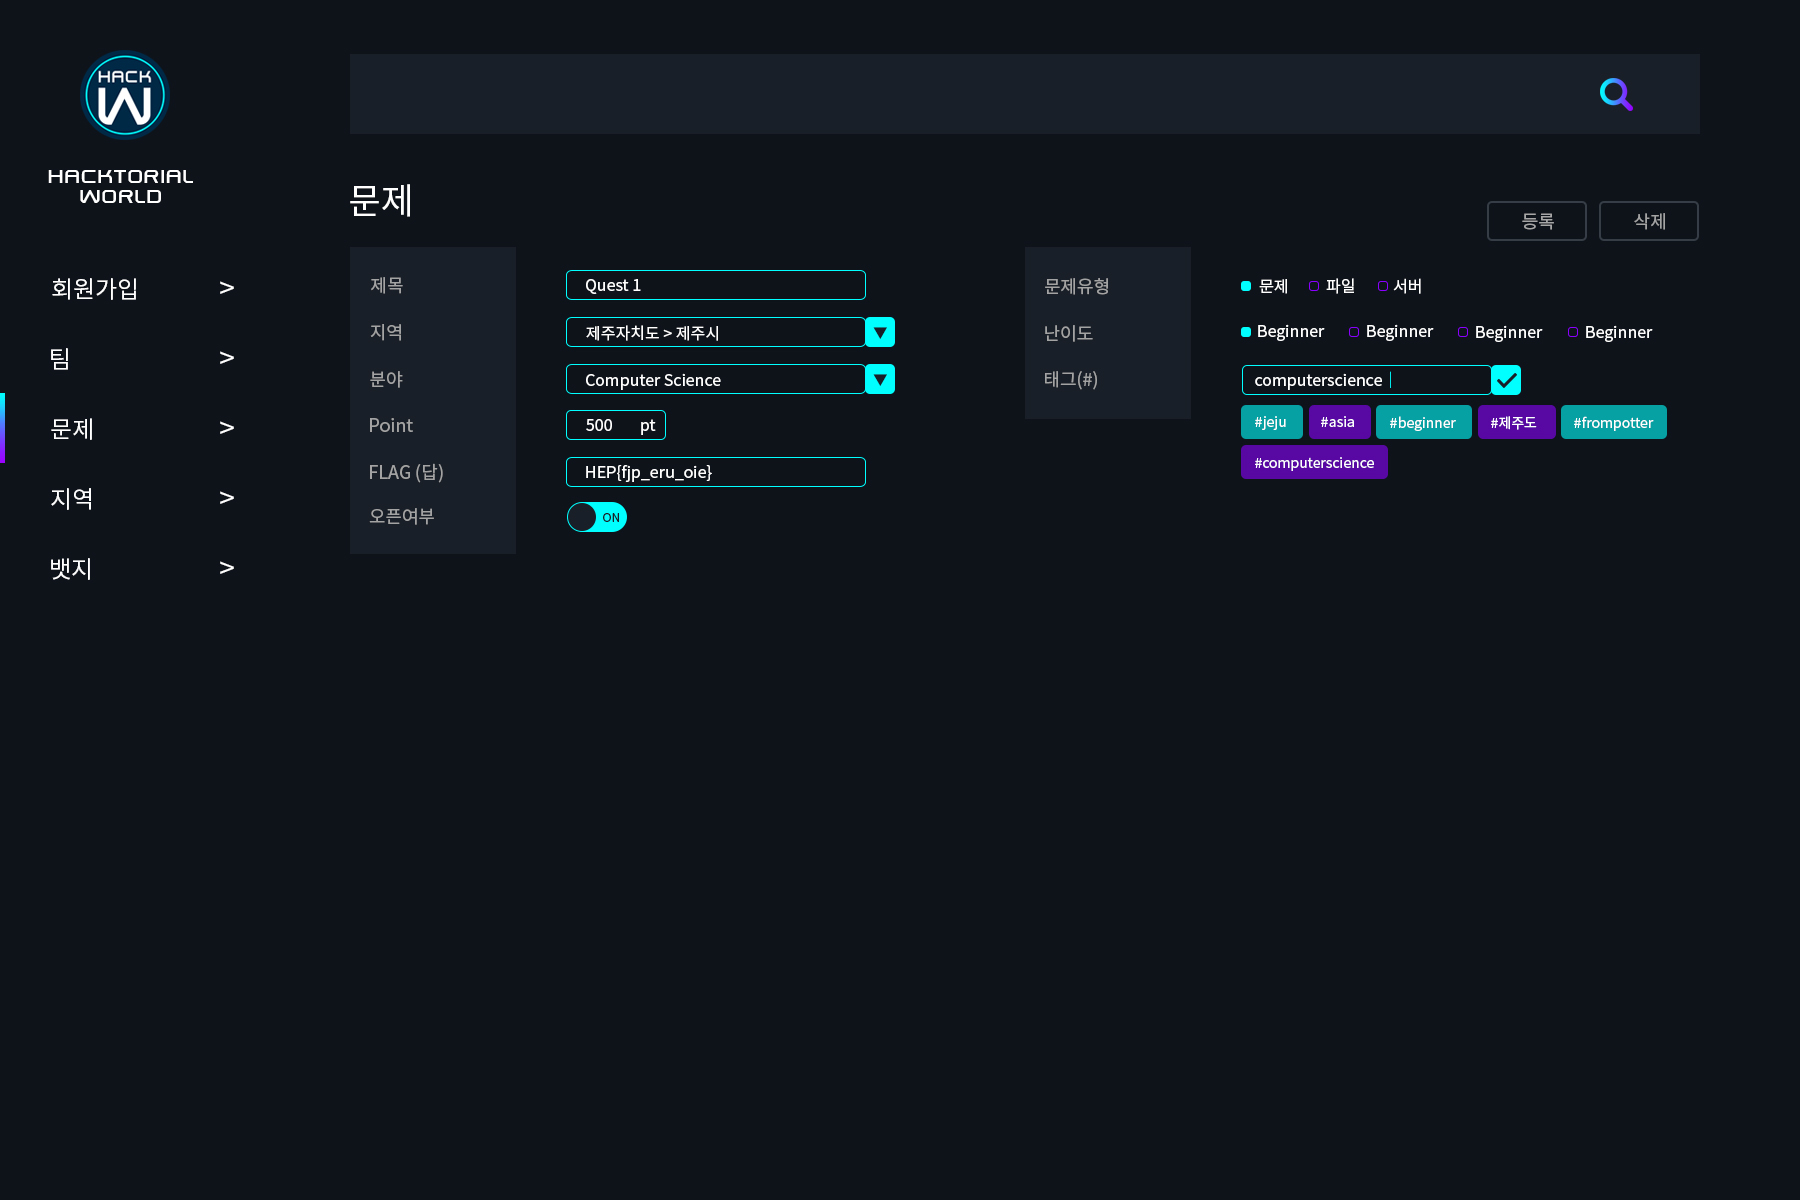 HACK
W
HACKTORIAL
WORLD
회원가입 >
팀 >
문제 >
지역 >
뱃지 >
문제
등록 삭제
제목 Quest 1
지역 제주자치도 > 제주시 ▼
분야 Computer Science ▼
Point 500 pt
FLAG (답) HEP{fjp_eru_oie}
오픈여부 ON
문제유형 문제 파일 서버
난이도 Beginner Beginner Beginner Beginner
태그(#) computerscience
#jeju #asia #beginner #제주도 #frompotter
#computerscience